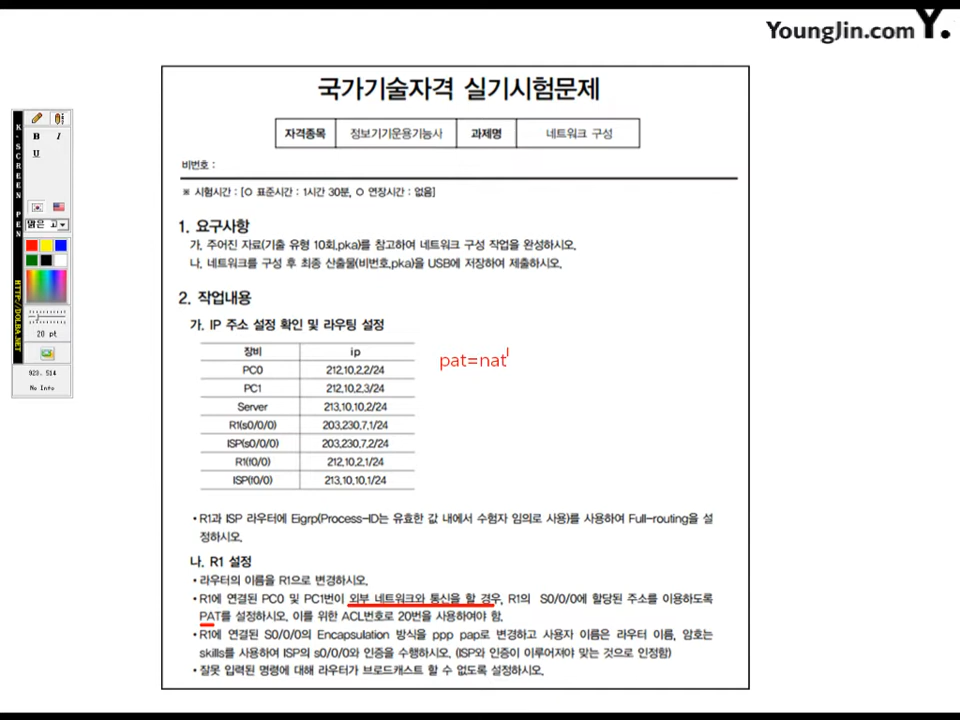 YoungJin.com Y.
국가기술자격 실기시험문제
자격종목 정보기기운용기능사 과제명 네트워크 구성
비번호 :
※ 시험시간 : [O 표준시간 : 1시간 30분, O 연장시간 : 없음]
1. 요구사항
가. 주어진 자료(기출 유형 10회.pka)를 참고하여 네트워크 구성 작업을 완성하시오.
나. 네트워크를 구성 후 최종 산출물(비번호.pka)을 USB에 저장하여 제출하시오.
2. 작업내용
가. IP 주소 설정 확인 및 라우팅 설정
장비 ip
PC0 212.10.2.2/24
PC1 212.10.2.3/24
Server 213.10.10.2/24
R1(s0/0/0) 203.230.7.1/24
ISP(s0/0/0) 203.230.7.2/24
R1(f0/0) 212.10.2.1/24
ISP(f0/0) 213.10.10.1/24
pat=nat
• R1과 ISP 라우터에 Eigrp(Process-ID는 유효한 값 내에서 수험자 임의로 사용)를 사용하여 Full-routing을 설
정하시오.
나. R1 설정
• 라우터의 이름을 R1으로 변경하시오.
• R1에 연결된 PC0 및 PC1번이 외부 네트워크와 통신을 할 경우, R1의 S0/0/0에 할당된 주소를 이용하도록
PAT를 설정하시오. 이를 위한 ACL번호로 20번을 사용하여야 함.
• R1에 연결된 S0/0/0의 Encapsulation 방식을 ppp pap로 변경하고 사용자 이름은 라우터 이름, 암호는
skills를 사용하여 ISP의 s0/0/0와 인증을 수행하시오. (ISP와 인증이 이루어져야 맞는 것으로 인정함)
• 잘못 입력된 명령에 대해 라우터가 브로드캐스트 할 수 없도록 설정하시오.
K-SCREEN PEN
HTTP://DOLBA.NET
B I
U
맑은 고
20 pt
923, 514
No Info